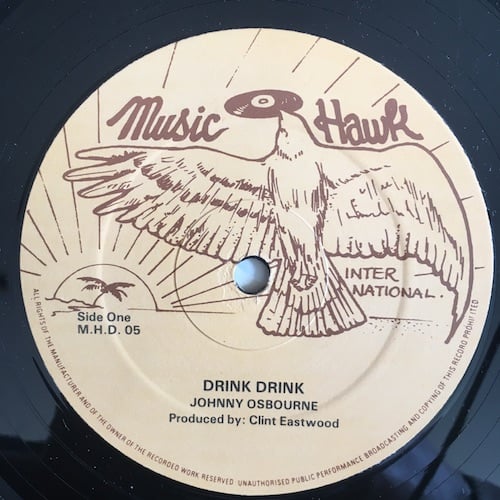 Music Hawk
INTER
NATIONAL.
Side One
M.H.D. 05
DRINK DRINK
JOHNNY OSBOURNE
Produced by: Clint Eastwood
ALL RIGHTS OF THE MANUFACTURER AND OF THE OWNER OF THE RECORDED WORK RESERVED UNAUTHORISED PUBLIC PERFORMANCE BROADCASTING AND COPYING OF THIS RECORD PROHIBITED